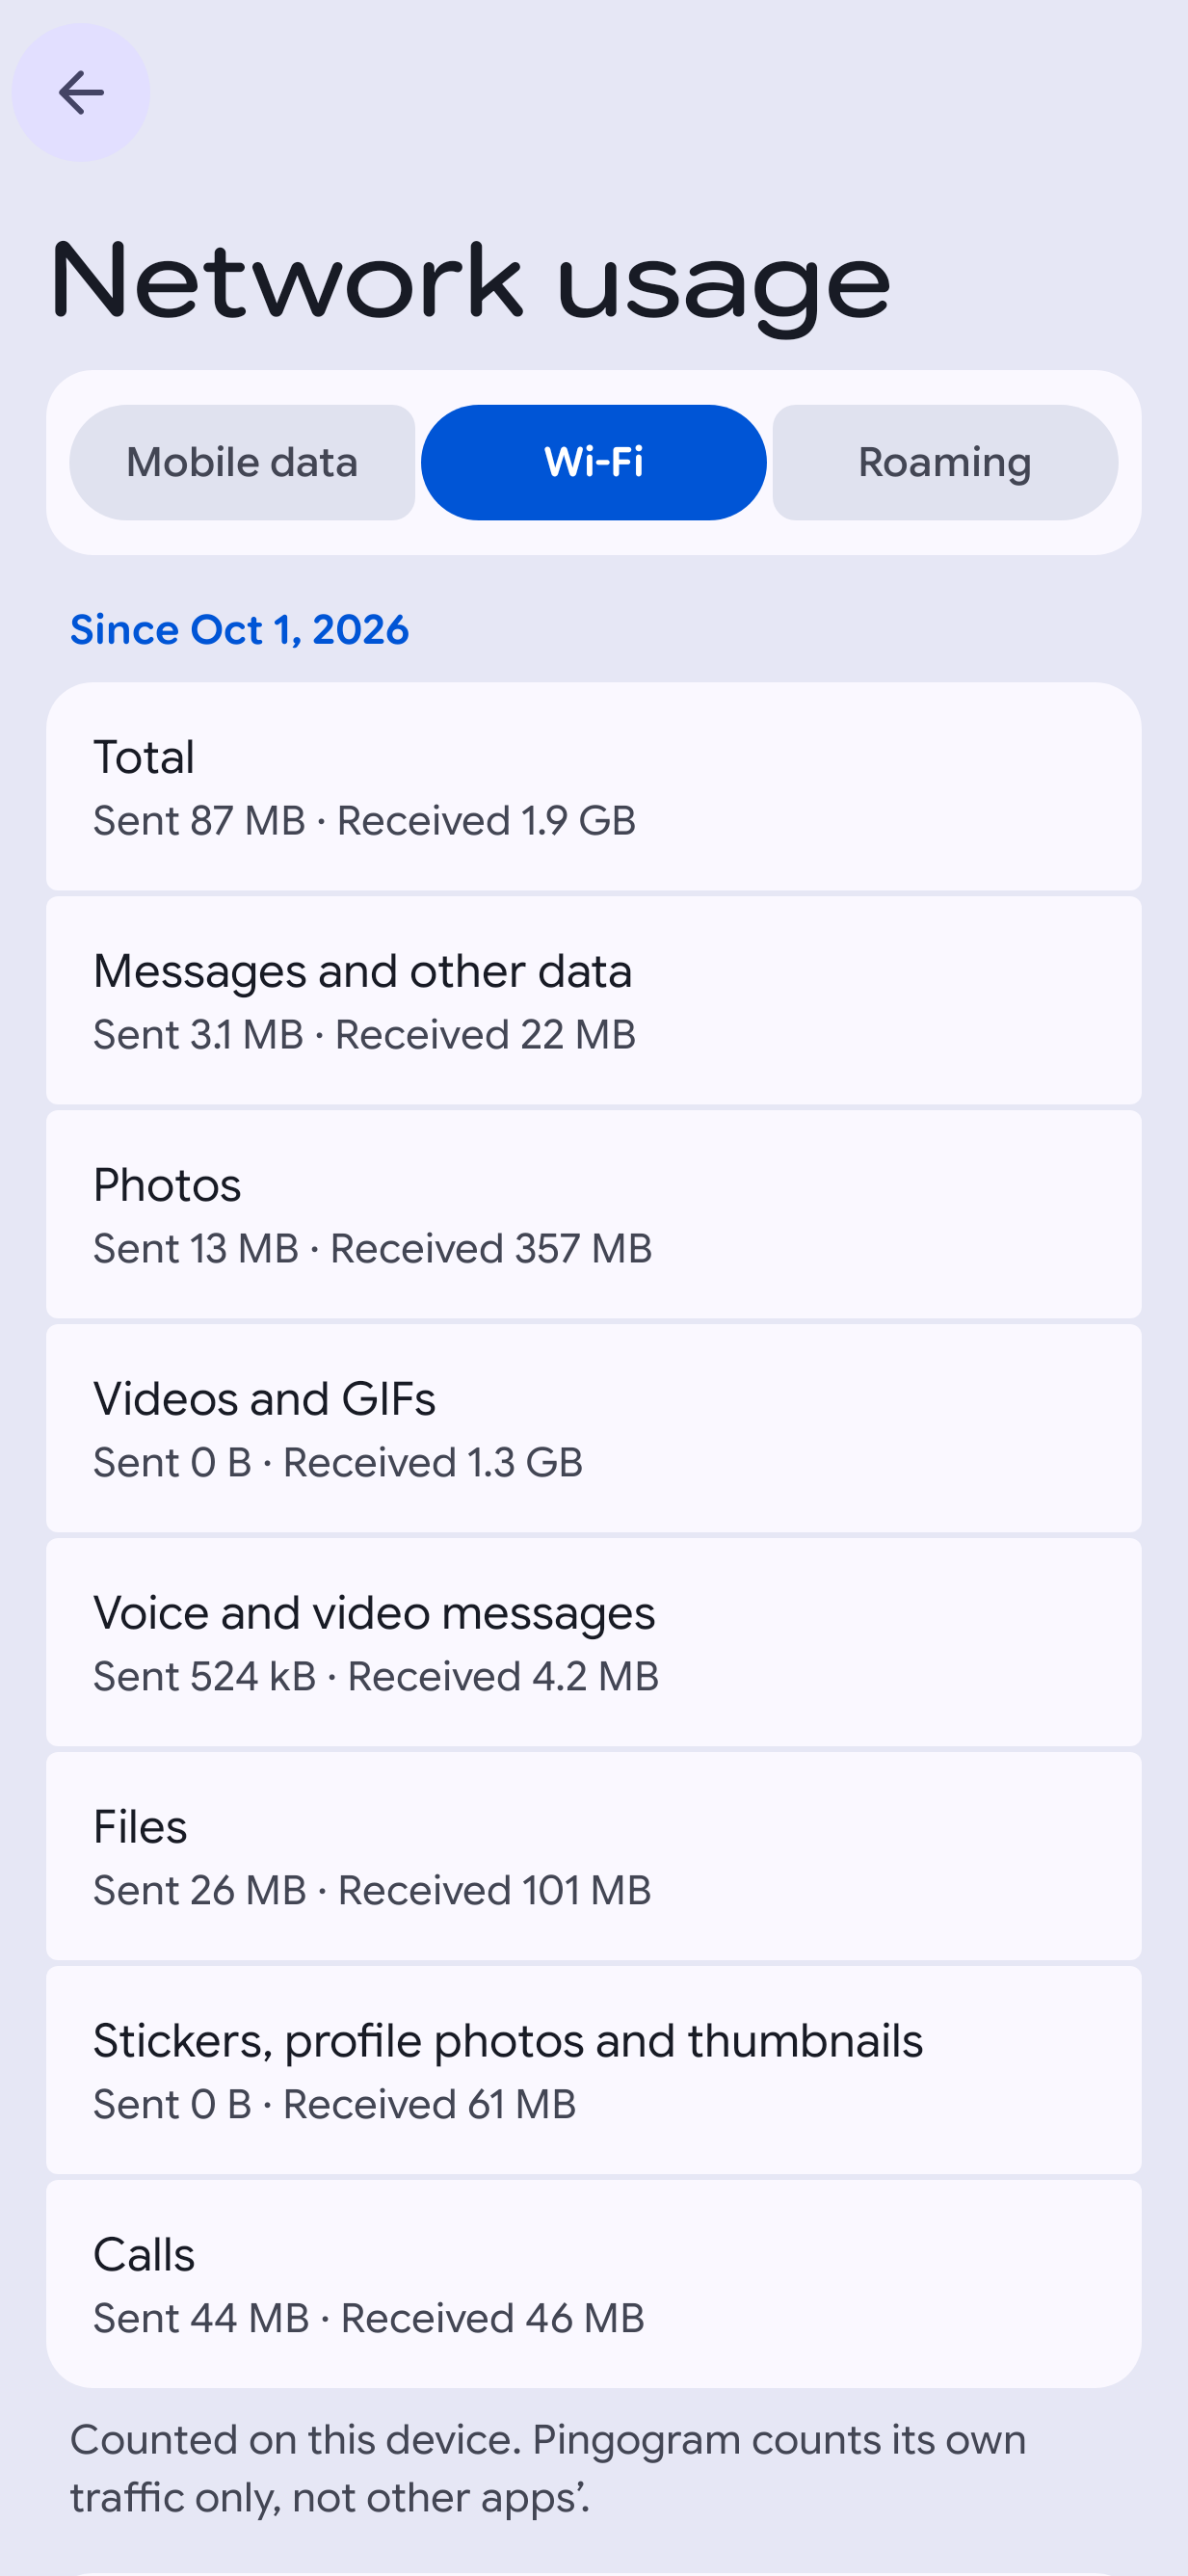 Network usage
Mobile data
Wi-Fi
Roaming
Since Oct 1, 2026
Total
Sent 87 MB · Received 1.9 GB
Messages and other data
Sent 3.1 MB · Received 22 MB
Photos
Sent 13 MB · Received 357 MB
Videos and GIFs
Sent 0 B · Received 1.3 GB
Voice and video messages
Sent 524 kB · Received 4.2 MB
Files
Sent 26 MB · Received 101 MB
Stickers, profile photos and thumbnails
Sent 0 B · Received 61 MB
Calls
Sent 44 MB · Received 46 MB
Counted on this device. Pingogram counts its own
traffic only, not other apps’.